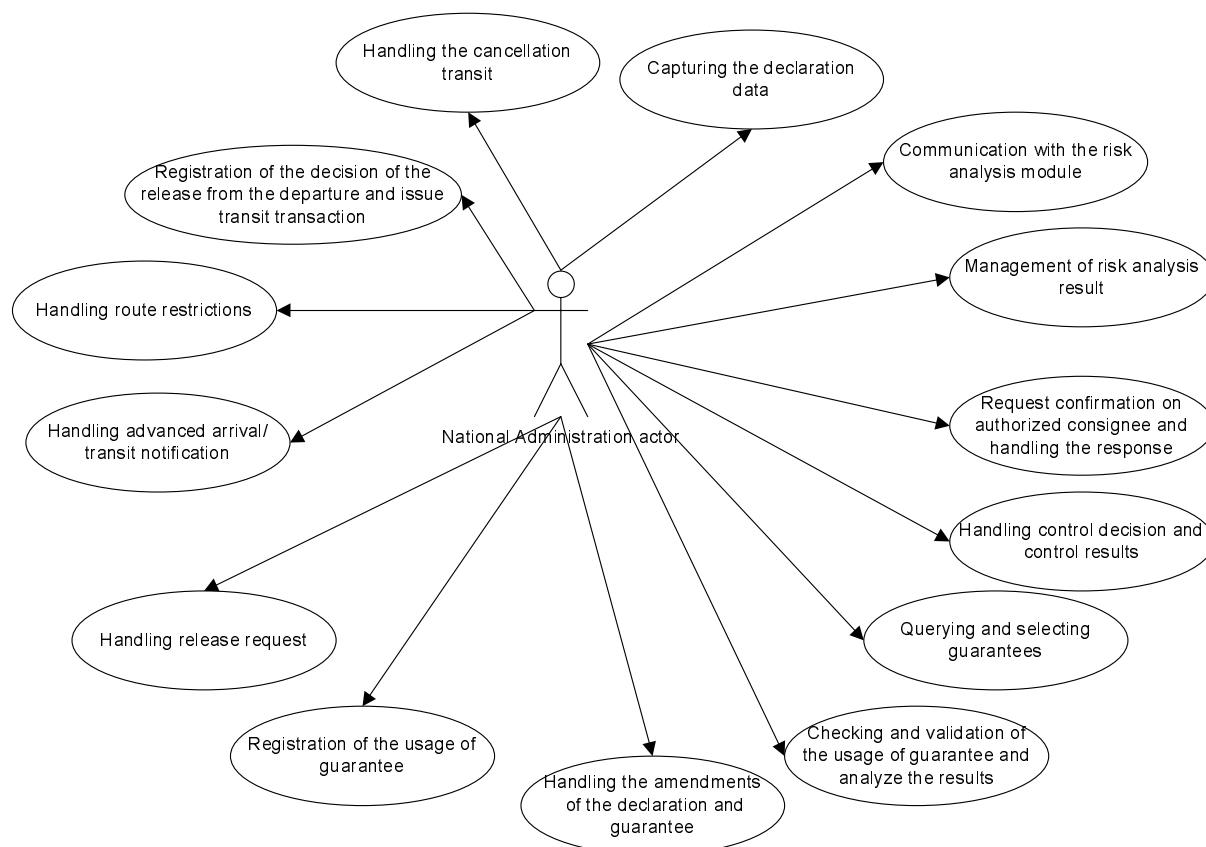 Handling the cancellation
transit
Capturing the declaration
data
Communication with the risk
analysis module
Registration of the decision of the
release from the departure and issue
transit transaction
Management of risk analysis
result
Handling route restrictions
Request confirmation on
authorized consignee and
handling the response
Handling advanced arrival/
transit notification
National Administration actor
Handling control decision and
control results
Handling release request
Querying and selecting
guarantees
Registration of the usage of
guarantee
Checking and validation of
the usage of guarantee and
analyze the results
Handling the amendments
of the declaration and
guarantee